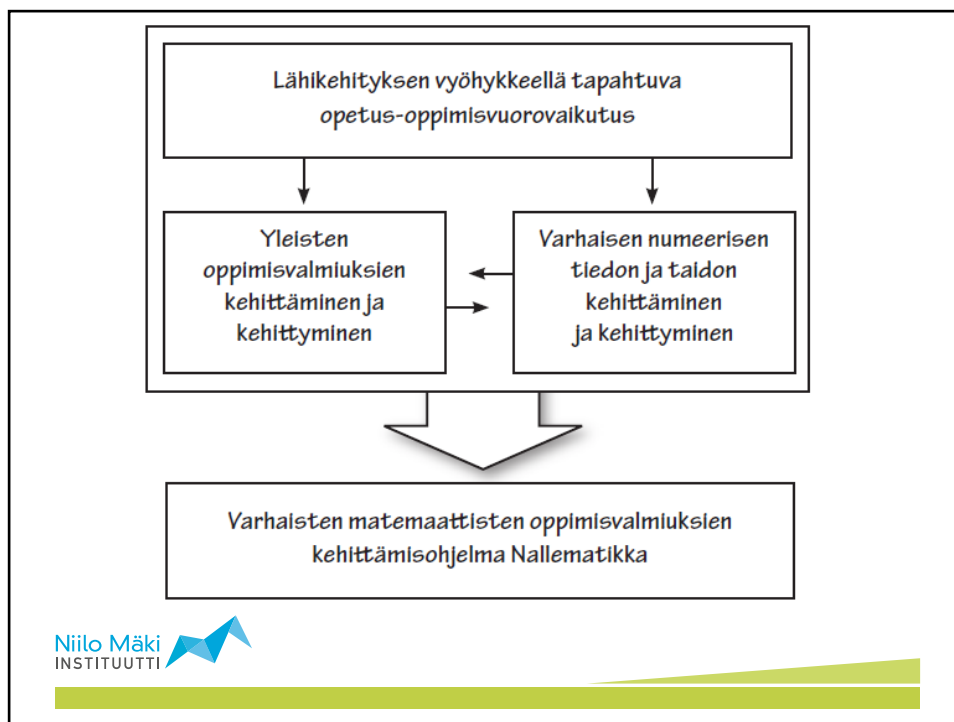 Lähikehityksen vyöhykkeellä tapahtuva
opetus-oppimisvuorovaikutus
Yleisten
oppimisvalmiuksien
kehittäminen ja
kehittyminen
Varhaisen numeerisen
tiedon ja taidon
kehittäminen
ja kehittyminen
Varhaisten matemaattisten oppimisvalmiuksien
kehittämisohjelma Nallematikka
Niilo Mäki
INSTITUUTTI